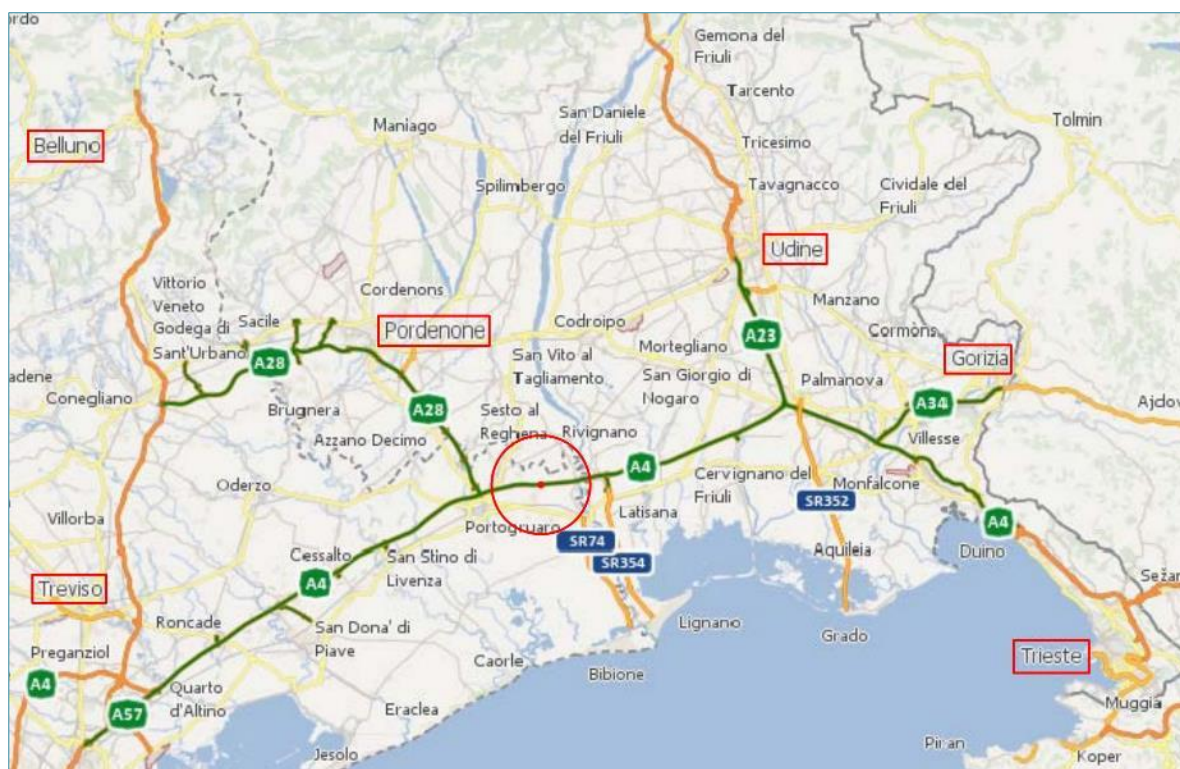 ordo
Gemona del
Friuli
Tarcento
San Daniele
del Friuli
Tolmin
Maniago
Belluno
Tricesimo
Spilimbergo
Tavagnacco
Cividale del
Friuli
Udine
Vittorio
Veneto
Godega di
Sant'Urbano
Sacile
Cordenons
Pordenone
Codroipo
Manzano
A23
Cormòns
Mortegliano
Gorizia
San Vito al
Tagliamento
A28
San Giorgio di
Nogaro
Palmanova
adene
Conegliano
Brugnera
A28
Sesto al
Reghena
A34
Ajdov
Azzano Decimo
Rivignano
Villesse
A4
Oderzo
Cervignano del
Friuli
Monfalcone
SR352
Villorba
Portogruaro
Latisana
A4
SR74
Aquileia
Duino
Cessalto
San Stino di
Livenza
SR354
Sežan
A4
Treviso
Roncade
San Dona' di
Piave
Lignano
Grado
Preganziol
Caorle
Trieste
A4
Bibione
Quarto
d'Altino
A57
Eraclea
Muggia
Jesolo
Piran
Koper